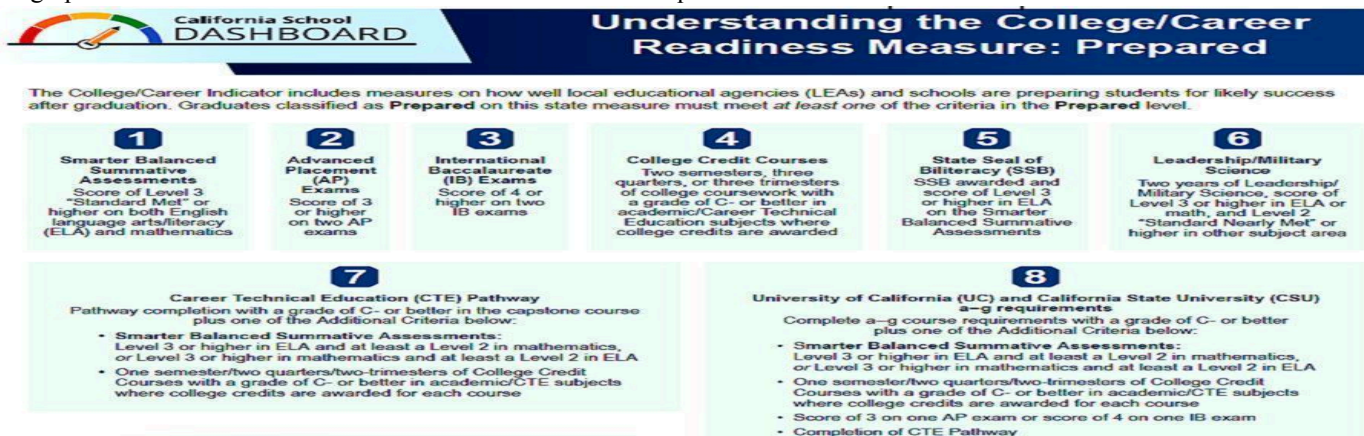 California School
DASHBOARD
Understanding the College/Career
Readiness Measure: Prepared
The College/Career Indicator includes measures on how well local educational agencies (LEAs) and schools are preparing students for likely success
after graduation. Graduates classified as Prepared on this state measure must meet at least one of the criteria in the Prepared level.
1
Smarter Balanced
Summative
Assessments
Score of Level 3
"Standard Met" or
higher on both English
language arts/literacy
(ELA) and mathematics
2
Advanced
Placement
(AP)
Exams
Score of 3
or higher
on two AP
exams
3
International
Baccalaureate
(IB) Exams
Score of 4 or
higher on two
IB exams
4
College Credit Courses
Two semesters, three
quarters, or three trimesters
of college coursework with
a grade of C- or better in
academic/Career Technical
Education subjects where
college credits are awarded
5
State Seal of
Biliteracy (SSB)
SSB awarded and
score of Level 3
or higher in ELA
on the Smarter
Balanced Summative
Assessments
6
Leadership/Military
Science
Two years of Leadership/
Military Science, score of
Level 3 or higher in ELA or
math, and Level 2
"Standard Nearly Met" or
higher in other subject area
7
Career Technical Education (CTE) Pathway
Pathway completion with a grade of C- or better in the capstone course
plus one of the Additional Criteria below:
• Smarter Balanced Summative Assessments:
Level 3 or higher in ELA and at least a Level 2 in mathematics,
or Level 3 or higher in mathematics and at least a Level 2 in ELA
• One semester/two quarters/two-trimesters of College Credit
Courses with a grade of C- or better in academic/CTE subjects
where college credits are awarded for each course
8
University of California (UC) and California State University (CSU)
a–g requirements
Complete a–g course requirements with a grade of C- or better
plus one of the Additional Criteria below:
• Smarter Balanced Summative Assessments:
Level 3 or higher in ELA and at least a Level 2 in mathematics,
or Level 3 or higher in mathematics and at least a Level 2 in ELA
• One semester/two quarters/two-trimesters of College Credit
Courses with a grade of C- or better in academic/CTE subjects
where college credits are awarded for each course
• Score of 3 on one AP exam or score of 4 on one IB exam
• Completion of CTE Pathway